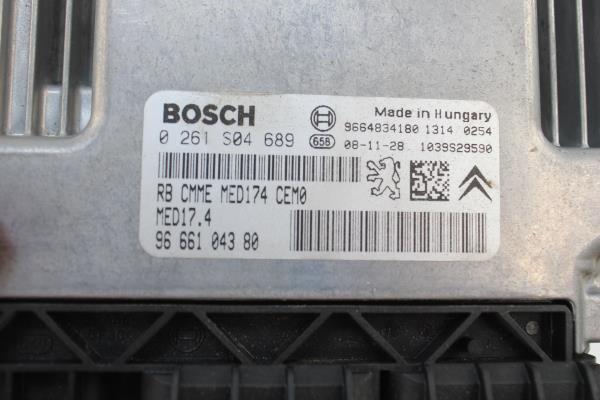 BOSCH
Made in Hungary
9664834180 1314 0254
0 261 S04 689
658
08-11-28 1039S29590
RB CMME MED174 CEM0
MED17.4
96 661 043 80